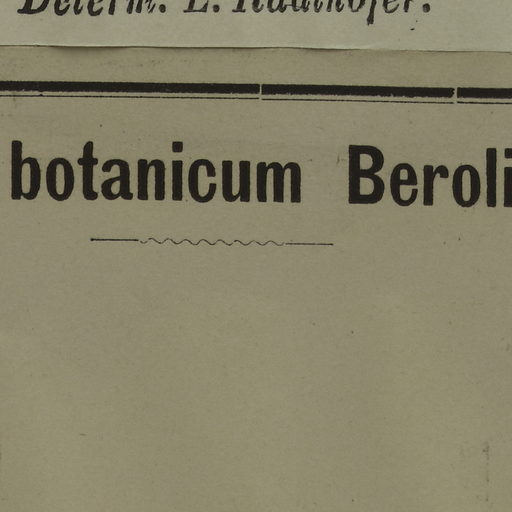 Determ. L. Radlkofer.
botanicum Beroli